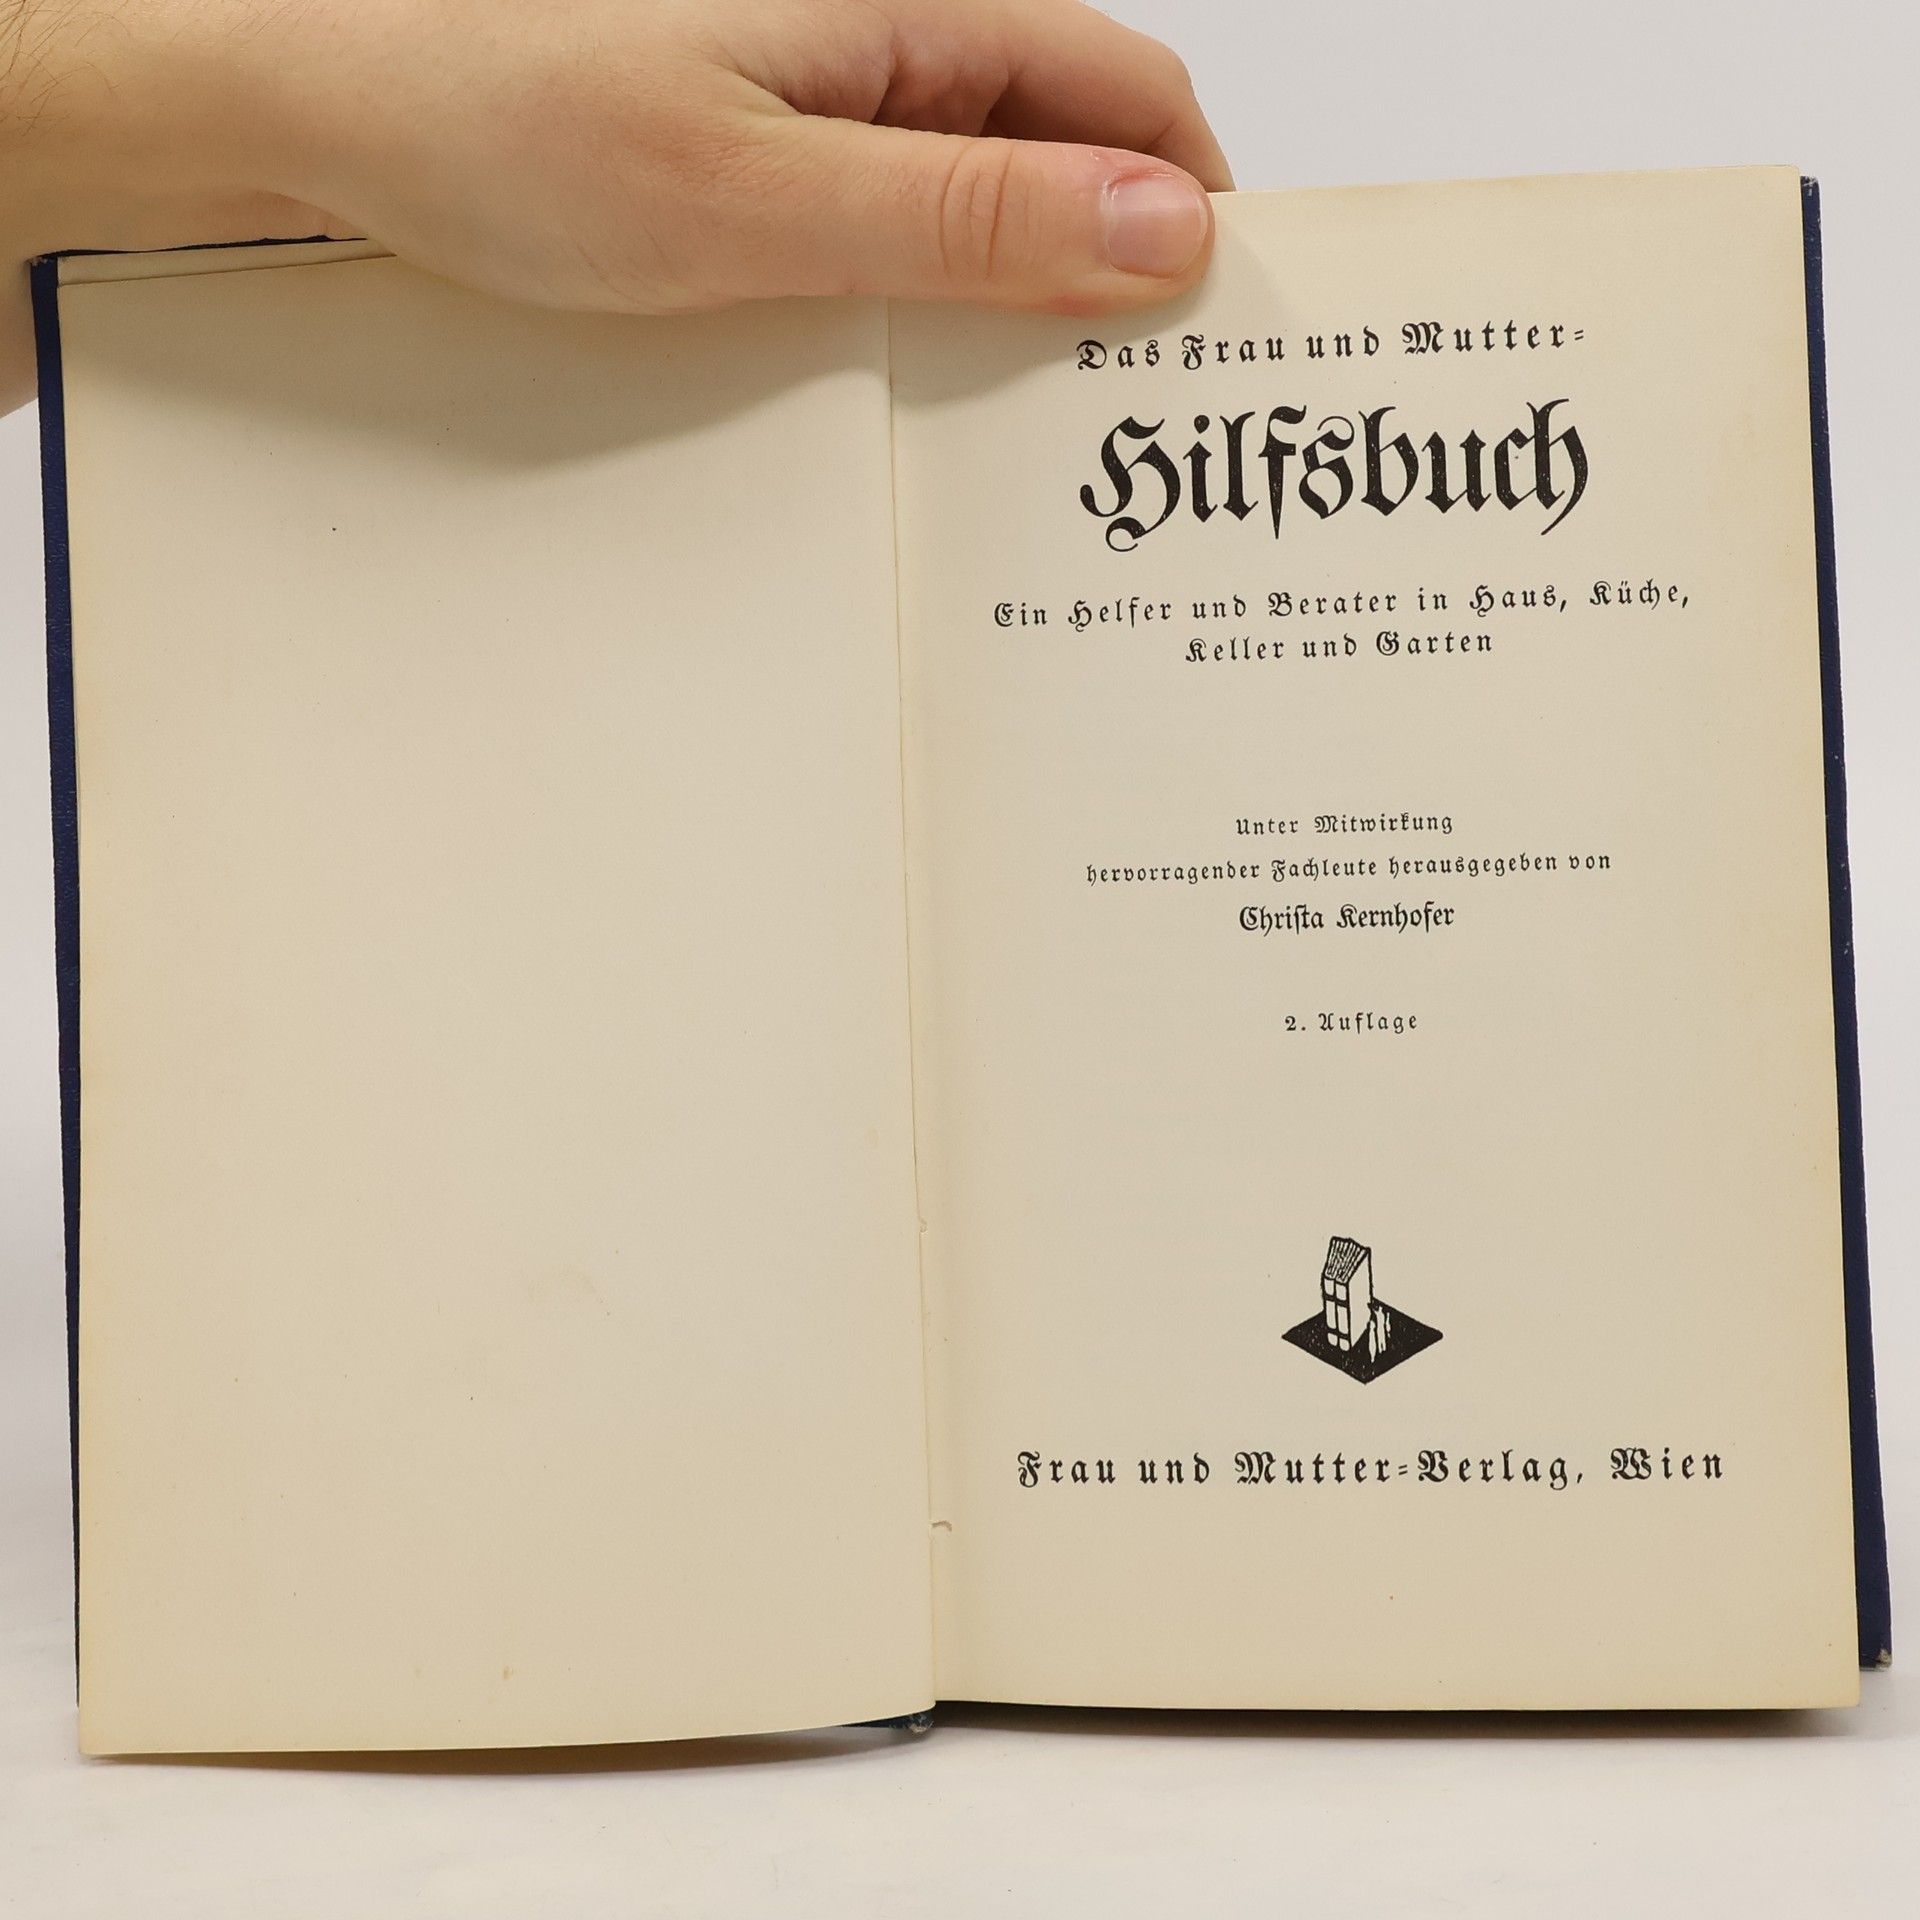 Das Frau und Mutter=
Hilfsbuch
Ein Helfer und Berater in Haus, Küche,
Keller und Garten
Unter Mitwirkung
hervorragender Fachleute herausgegeben von
Chriſta Kernhofer
2. Auflage
Frau und Mutter=Verlag, Wien